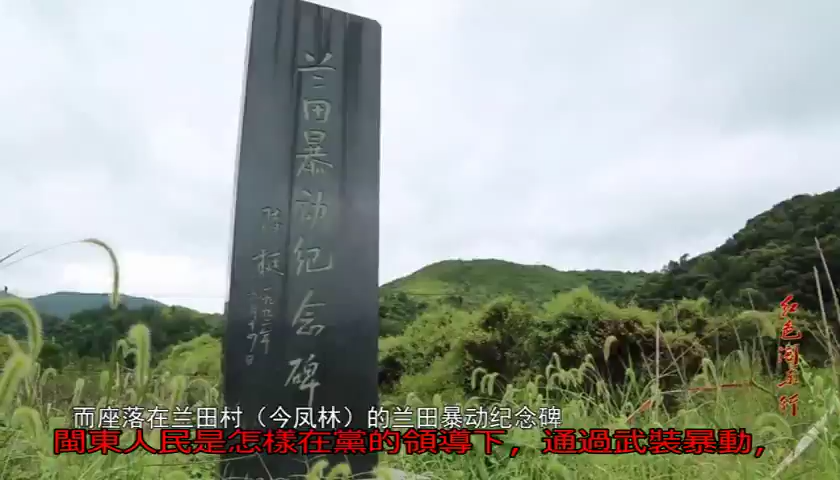 兰田暴动纪念碑
陈挺
红色闽东行
而座落在兰田村（今凤林）的兰田暴动纪念碑
閩東人民是怎樣在黨的領導下，通過武裝暴動，